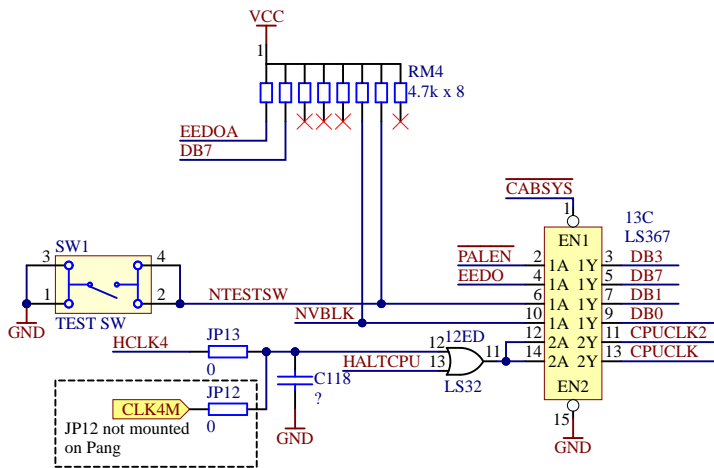 VCC
1
RM4
4.7k x 8
EEDOA
DB7
CABSYS
1
13C
LS367
EN1
PALEN 2 1A 1Y 3 DB3
EEDO 4 1A 1Y 5 DB7
NTESTSW 6 1A 1Y 7 DB1
NVBLK 10 1A 1Y 9 DB0
12 2A 2Y 11 CPUCLK2
14 2A 2Y 13 CPUCLK
EN2
15
GND
SW1
3 4
1 2
TEST SW
GND
JP13
HCLK4
0
12ED
12
HALTCPU 13 11
LS32
C118
?
GND
JP12
CLK4M
0
JP12 not mounted
on Pang